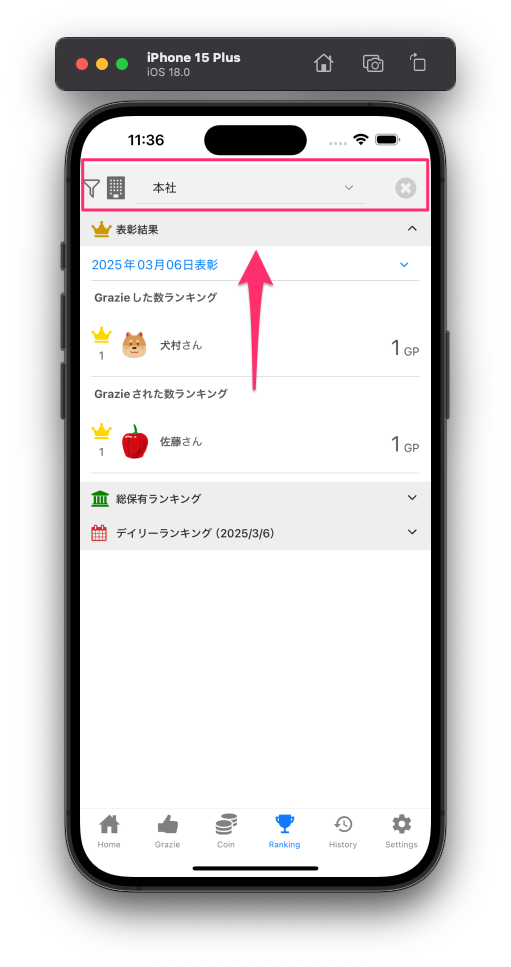 iPhone 15 Plus
iOS 18.0
11:36
本社
表彰結果
2025年03月06日表彰
Grazieした数ランキング
1
犬村さん
1 GP
Grazieされた数ランキング
1
佐藤さん
1 GP
総保有ランキング
デイリーランキング（2025/3/6）
Home
Grazie
Coin
Ranking
History
Settings